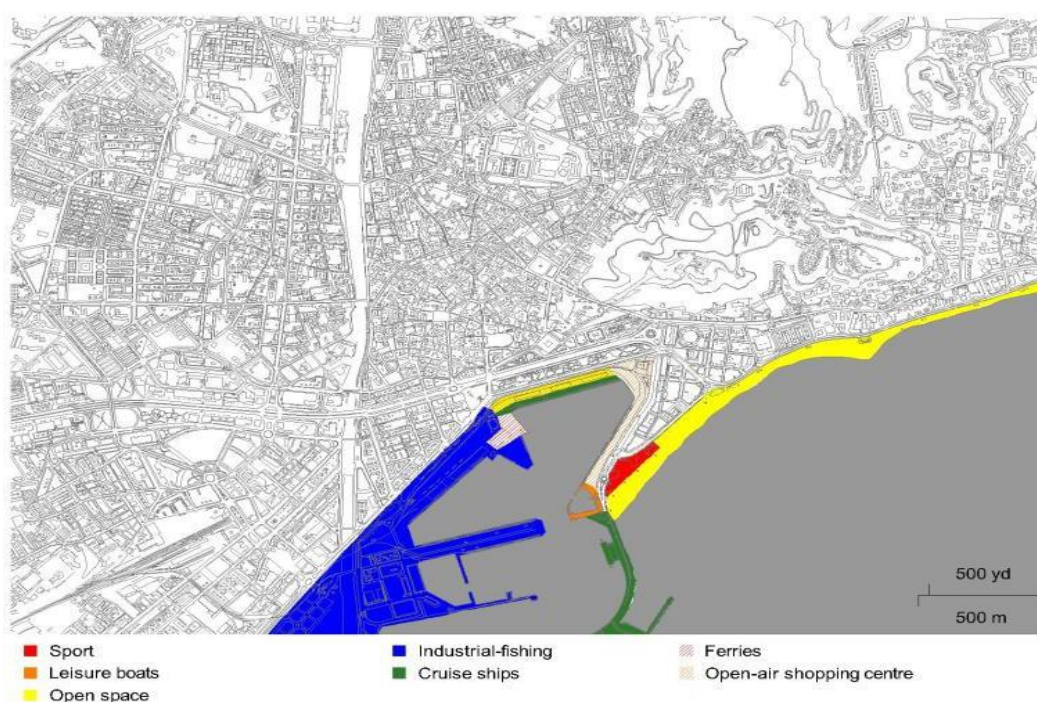 500 yd
500 m
Sport
Industrial-fishing
Ferries
Leisure boats
Cruise ships
Open-air shopping centre
Open space